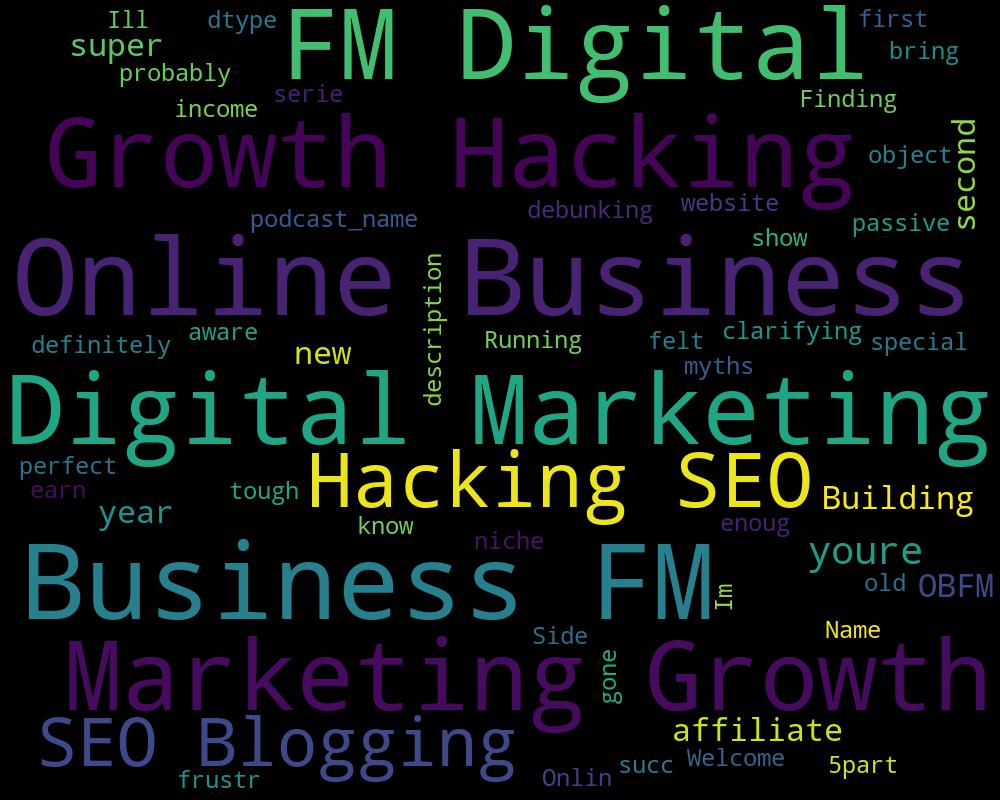 Ill dtype FM Digital first
super bring
probably serie Finding
income
Growth Hacking second
object
podcast_name debunking website passive
show
Online Business
description
definitely aware new Running felt clarifying special
myths
Digital Marketing
perfect Hacking SEO
earn tough Building
year know enoug
niche youre
Business FM old OBFM
Im
Side Name
Marketing gone Growth
SEO Blogging affiliate
succ Welcome 5part
frustr Onlin